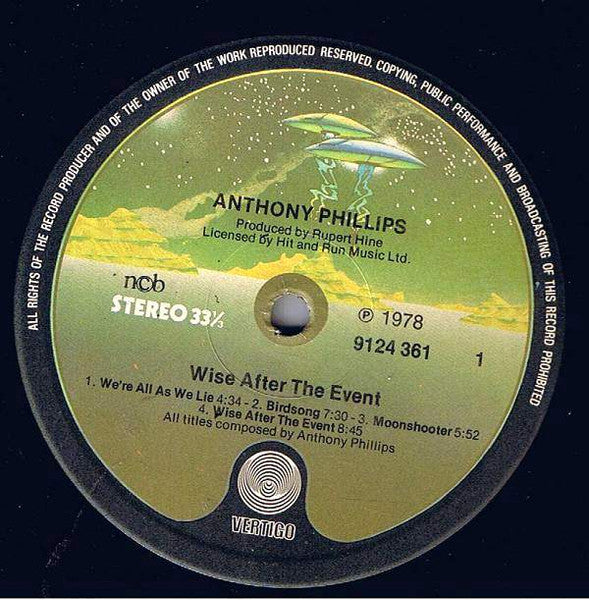 ALL RIGHTS OF THE RECORD PRODUCER AND OF THE OWNER OF THE WORK REPRODUCED RESERVED. COPYING, PUBLIC PERFORMANCE AND BROADCASTING OF THIS RECORD PROHIBITED
ANTHONY PHILLIPS
Produced by Rupert Hine
Licensed by Hit and Run Music Ltd.
ncb
STEREO 33⅓
℗ 1978
9124 361 1
Wise After The Event
1. We're All As We Lie 4:34 - 2. Birdsong 7:30 - 3. Moonshooter 5:52
4. Wise After The Event 8:45
All titles composed by Anthony Phillips
VERTIGO